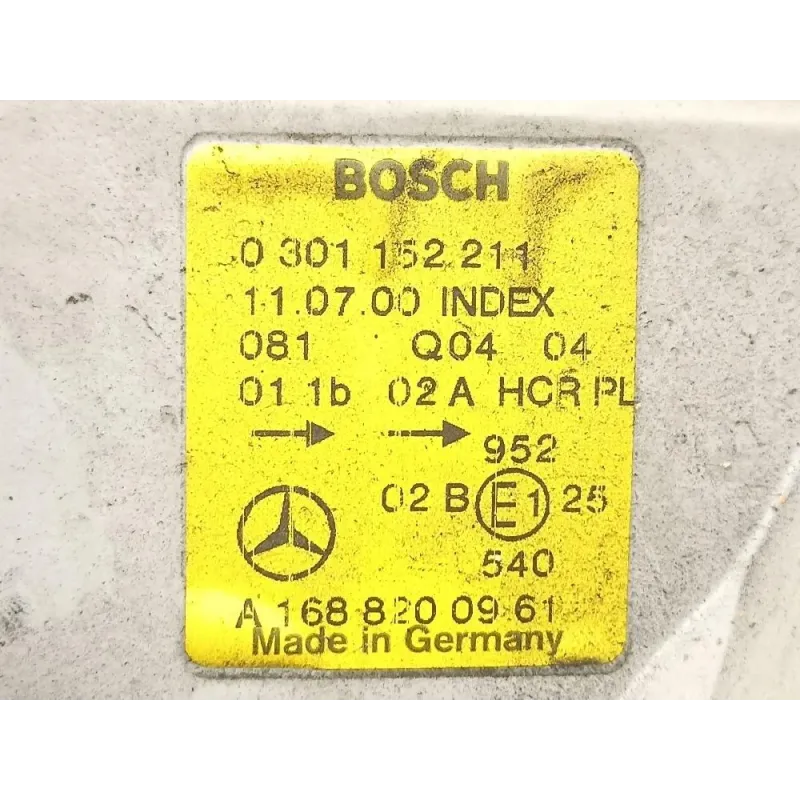 BOSCH
0 301 152 211
11.07.00 INDEX
081 Q04 04
01 1b 02 A HCR PL
952
02 B E1 25
540
A 168 820 09 61
Made in Germany